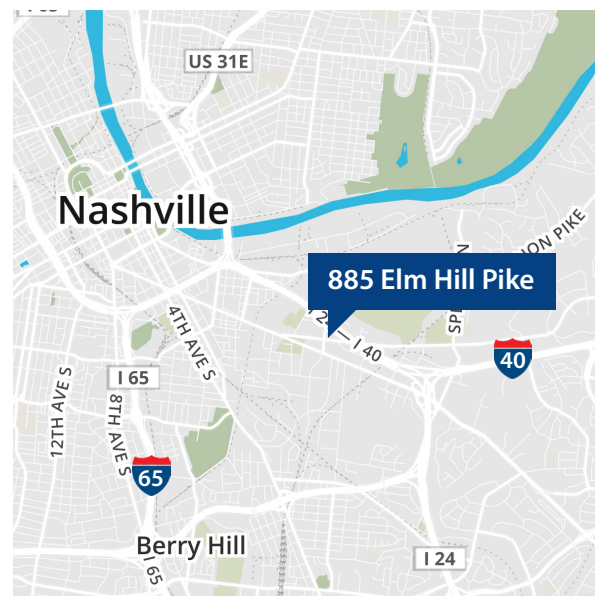 US 31E
Nashville
885 Elm Hill Pike
4TH AVE S
I 40
40
I 65
12TH AVE S
8TH AVE S
65
Berry Hill
I 65
I 24